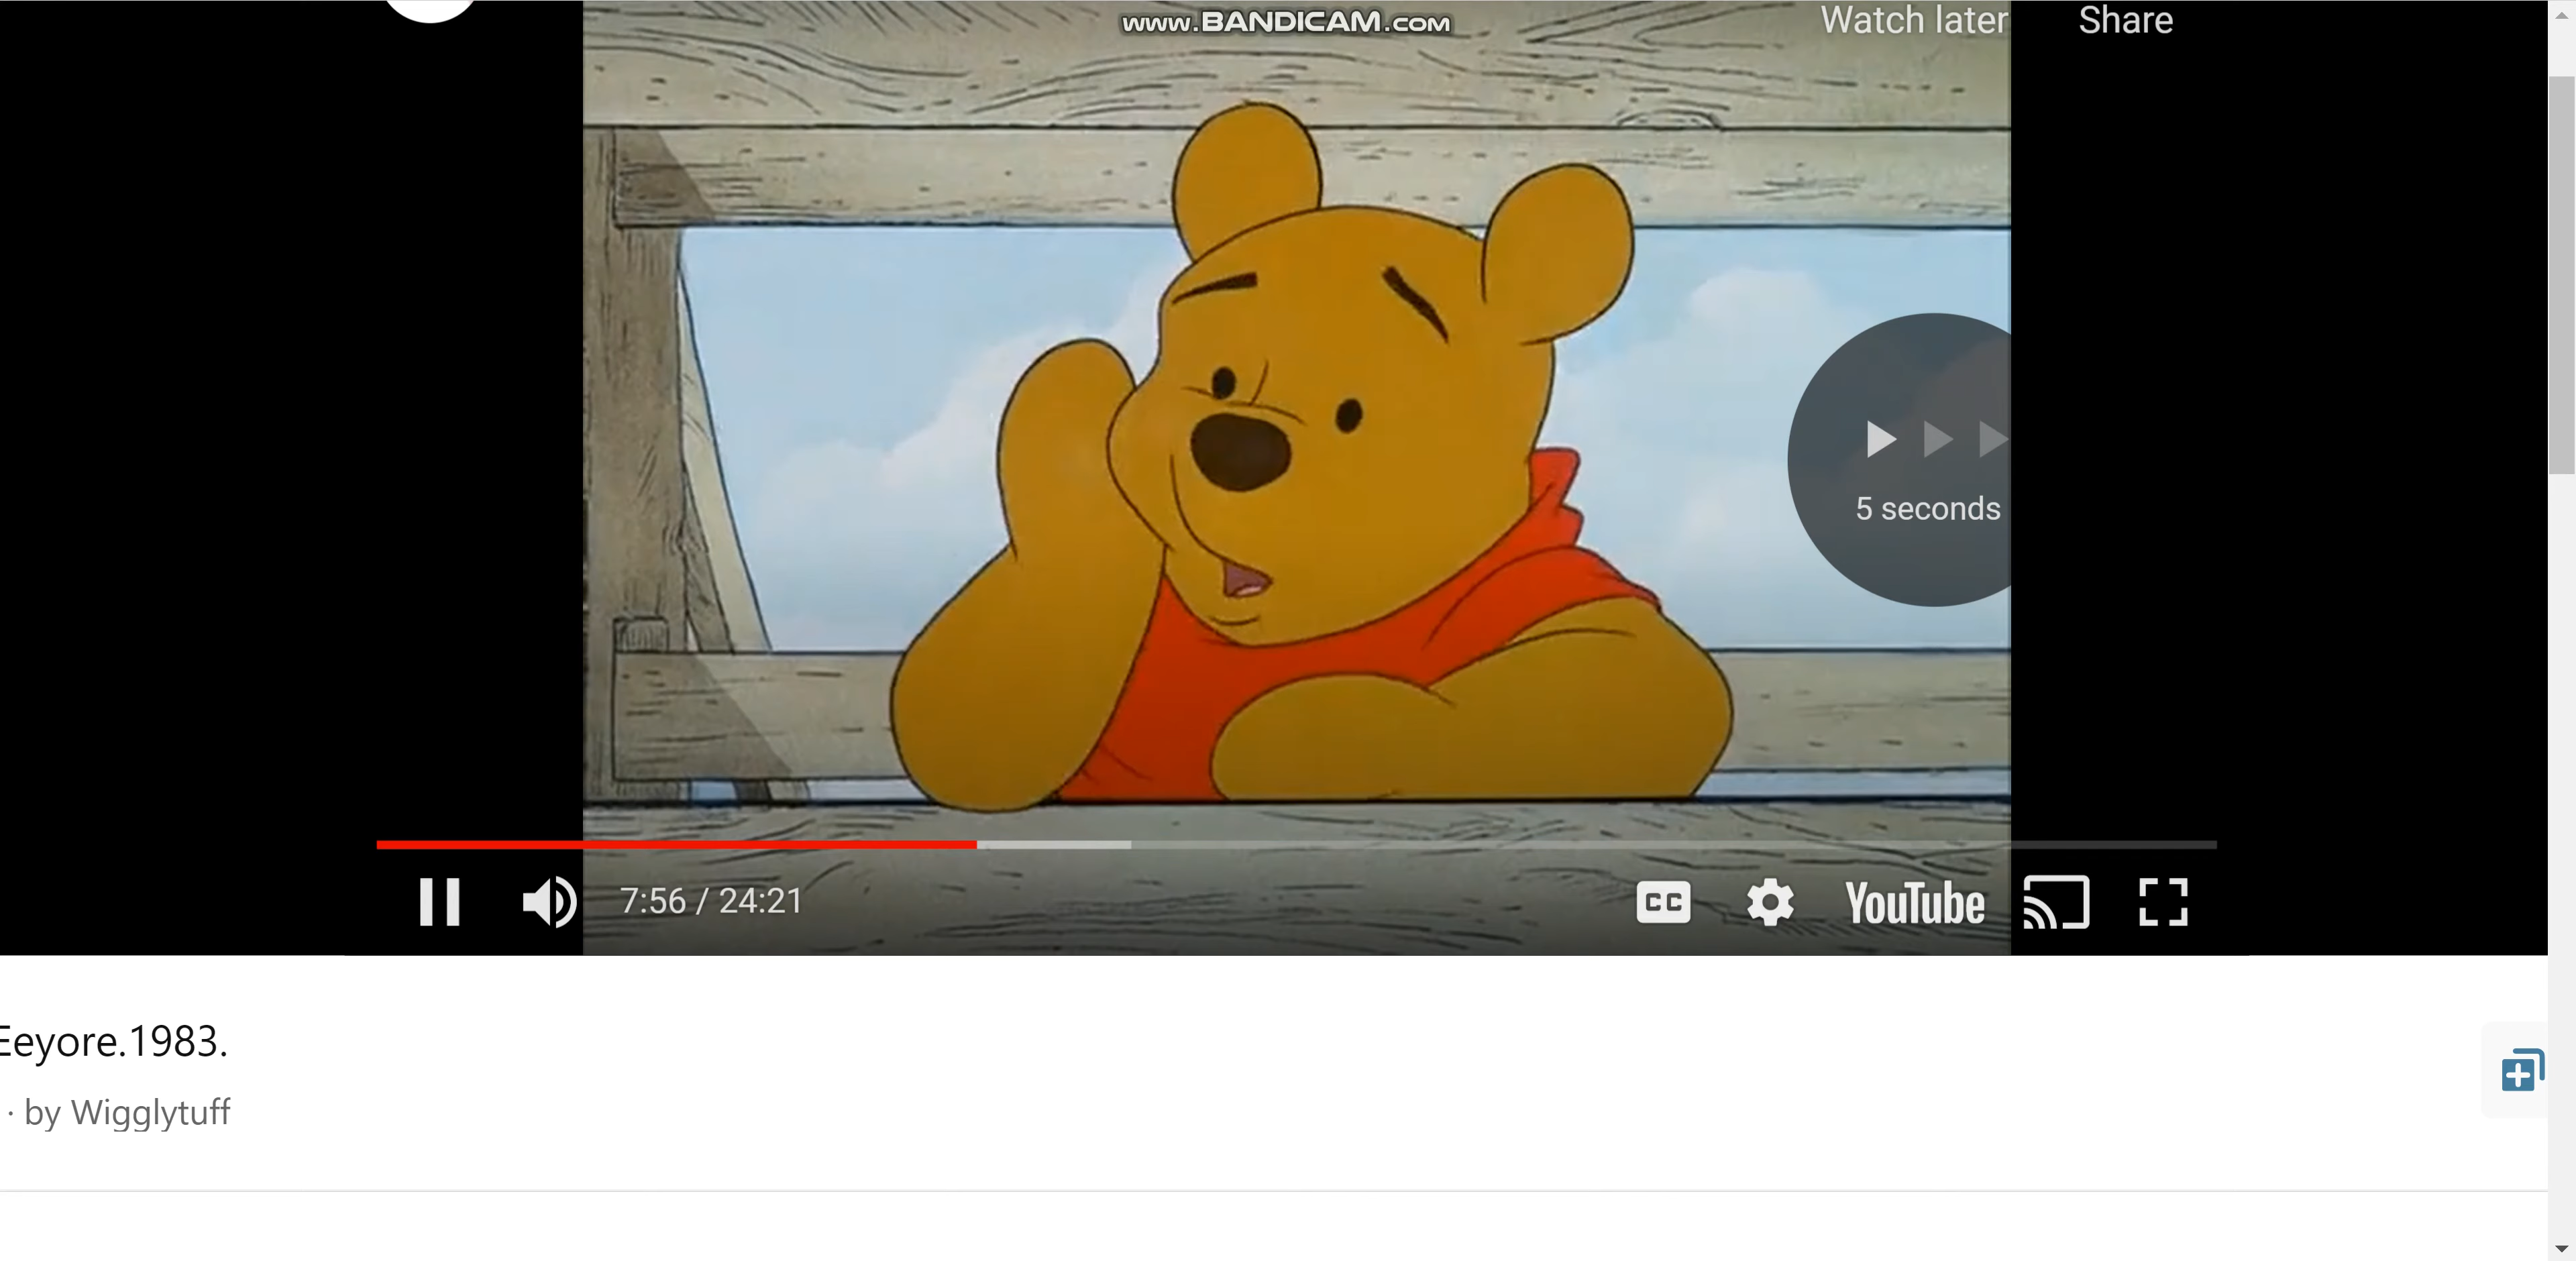 www.BANDICAM.com
Watch later
Share
5 seconds
7:56 / 24:21
CC
YouTube
Eeyore.1983.
· by Wigglytuff